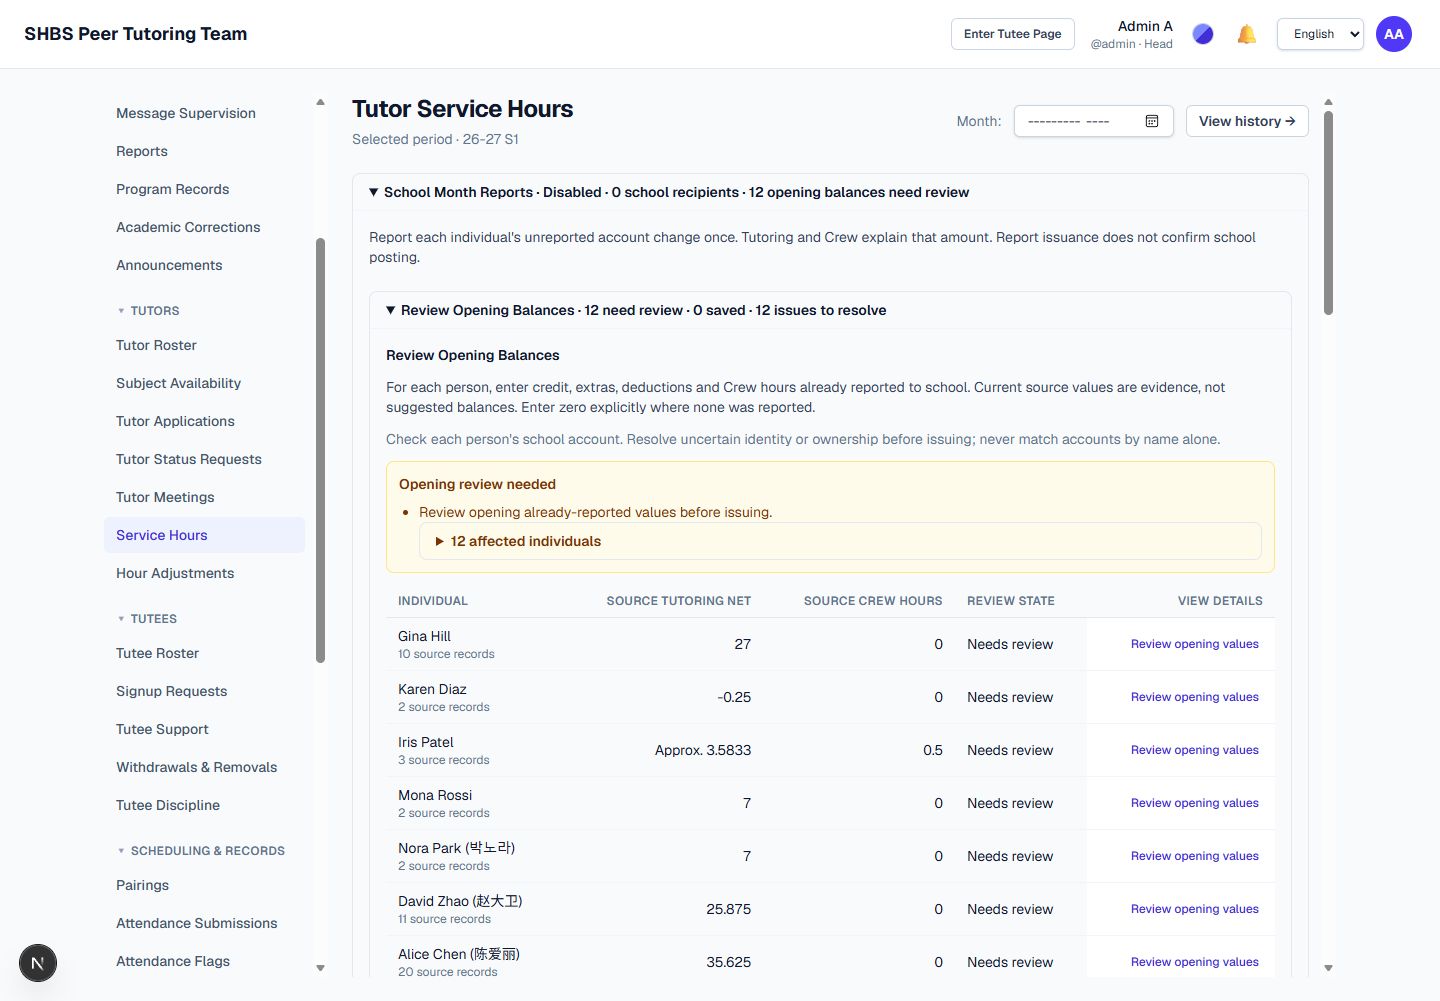 SHBS Peer Tutoring Team
Enter Tutee Page
Admin A
@admin · Head
English
AA
Message Supervision
Reports
Program Records
Academic Corrections
Announcements
TUTORS
Tutor Roster
Subject Availability
Tutor Applications
Tutor Status Requests
Tutor Meetings
Service Hours
Hour Adjustments
TUTEES
Tutee Roster
Signup Requests
Tutee Support
Withdrawals & Removals
Tutee Discipline
SCHEDULING & RECORDS
Pairings
Attendance Submissions
Attendance Flags
N
Tutor Service Hours
Selected period · 26-27 S1
Month:
--------- ----
View history →
School Month Reports · Disabled · 0 school recipients · 12 opening balances need review
Report each individual's unreported account change once. Tutoring and Crew explain that amount. Report issuance does not confirm school
posting.
Review Opening Balances · 12 need review · 0 saved · 12 issues to resolve
Review Opening Balances
For each person, enter credit, extras, deductions and Crew hours already reported to school. Current source values are evidence, not
suggested balances. Enter zero explicitly where none was reported.
Check each person's school account. Resolve uncertain identity or ownership before issuing; never match accounts by name alone.
Opening review needed
Review opening already-reported values before issuing.
12 affected individuals
INDIVIDUAL SOURCE TUTORING NET SOURCE CREW HOURS REVIEW STATE VIEW DETAILS
Gina Hill
10 source records
27 0 Needs review Review opening values
Karen Diaz
2 source records
-0.25 0 Needs review Review opening values
Iris Patel
3 source records
Approx. 3.5833 0.5 Needs review Review opening values
Mona Rossi
2 source records
7 0 Needs review Review opening values
Nora Park (박노라)
2 source records
7 0 Needs review Review opening values
David Zhao (赵大卫)
11 source records
25.875 0 Needs review Review opening values
Alice Chen (陈爱丽)
20 source records
35.625 0 Needs review Review opening values